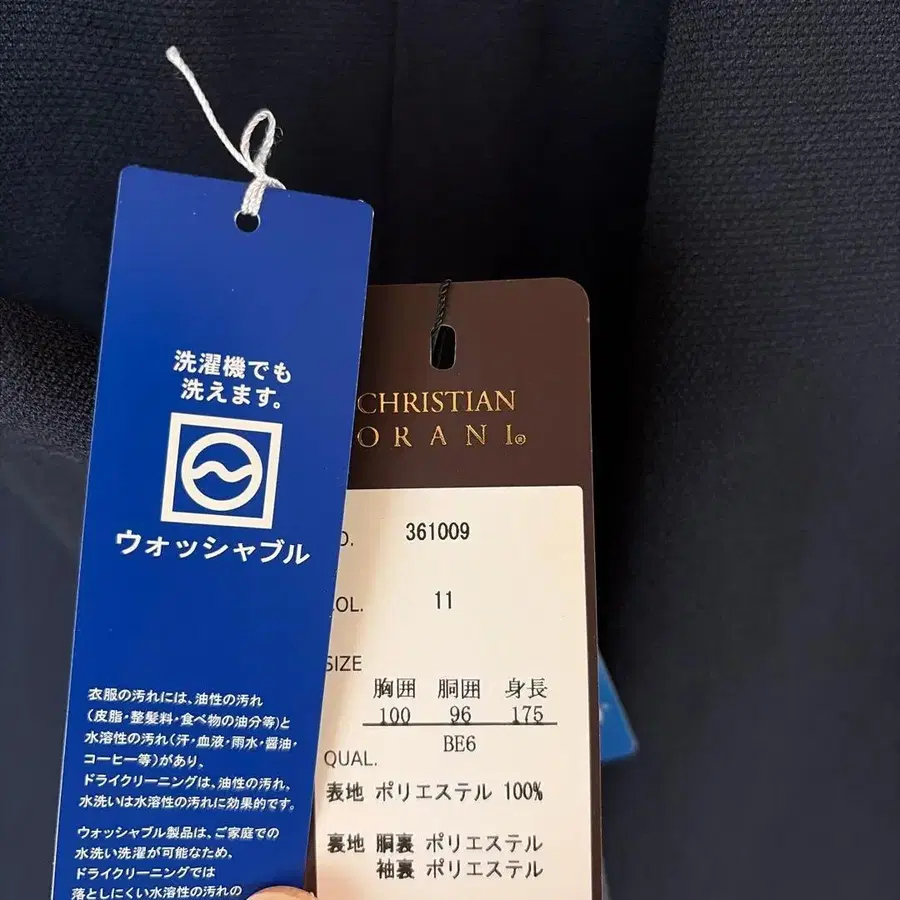 洗濯機でも
洗えます。
ウォッシャブル
衣服の汚れには、油性の汚れ
(皮脂・整髪料・食べ物の油分等)と
水溶性の汚れ(汗・血液・雨水・醤油・
コーヒー等)があり、
ドライクリーニングは、油性の汚れ、
水洗いは水溶性の汚れに効果的です。
ウォッシャブル製品は、ご家庭での
水洗い洗濯が可能なため、
ドライクリーニングでは
落としにくい水溶性の汚れの
CHRISTIAN
ORANI®
O. 361009
OL. 11
SIZE
胸囲 胴囲 身長
100 96 175
BE6
QUAL.
表地 ポリエステル 100%
裏地 胴裏 ポリエステル
袖裏 ポリエステル